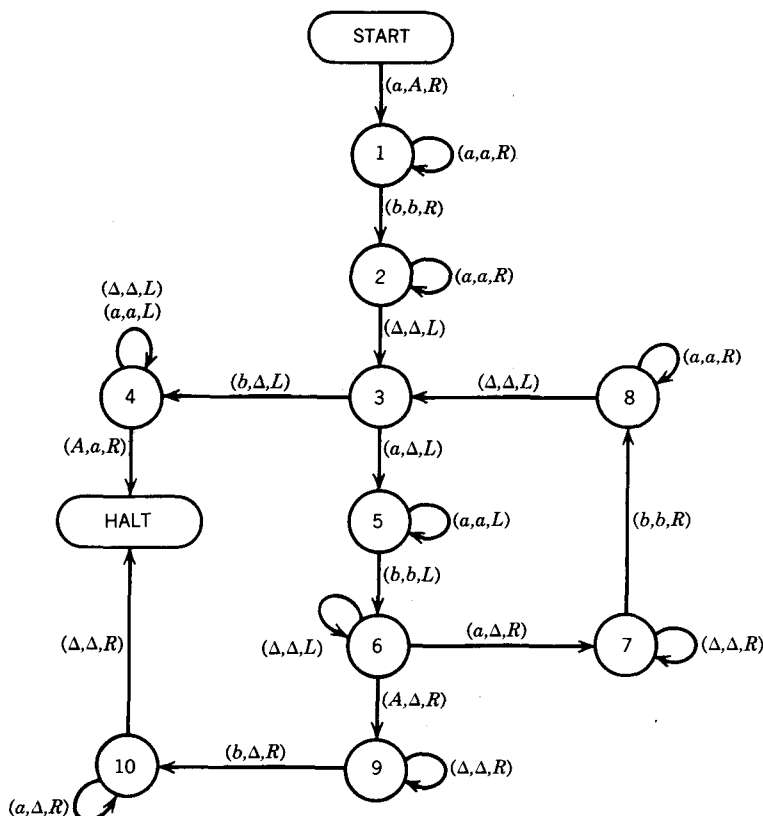 START
(a,A,R)
1
(a,a,R)
(b,b,R)
2
(a,a,R)
(Δ,Δ,L)
(a,a,L)
(Δ,Δ,L)
(a,a,R)
4
(b,Δ,L)
3
(Δ,Δ,L)
8
(A,a,R)
(a,Δ,L)
HALT
5
(a,a,L)
(b,b,R)
(b,b,L)
(Δ,Δ,R)
(Δ,Δ,L)
6
(a,Δ,R)
7
(Δ,Δ,R)
(A,Δ,R)
10
(b,Δ,R)
9
(Δ,Δ,R)
(a,Δ,R)